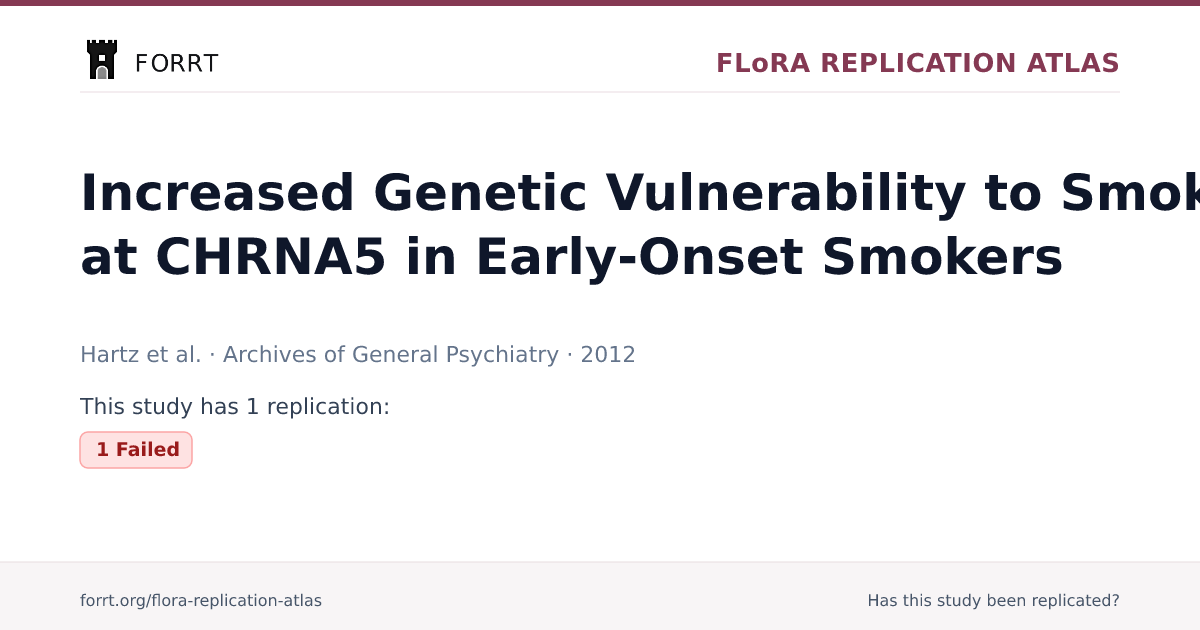 FORRT
FLoRA REPLICATION ATLAS
Increased Genetic Vulnerability to Smok
at CHRNA5 in Early-Onset Smokers
Hartz et al. · Archives of General Psychiatry · 2012
This study has 1 replication:
1 Failed
forrt.org/flora-replication-atlas
Has this study been replicated?